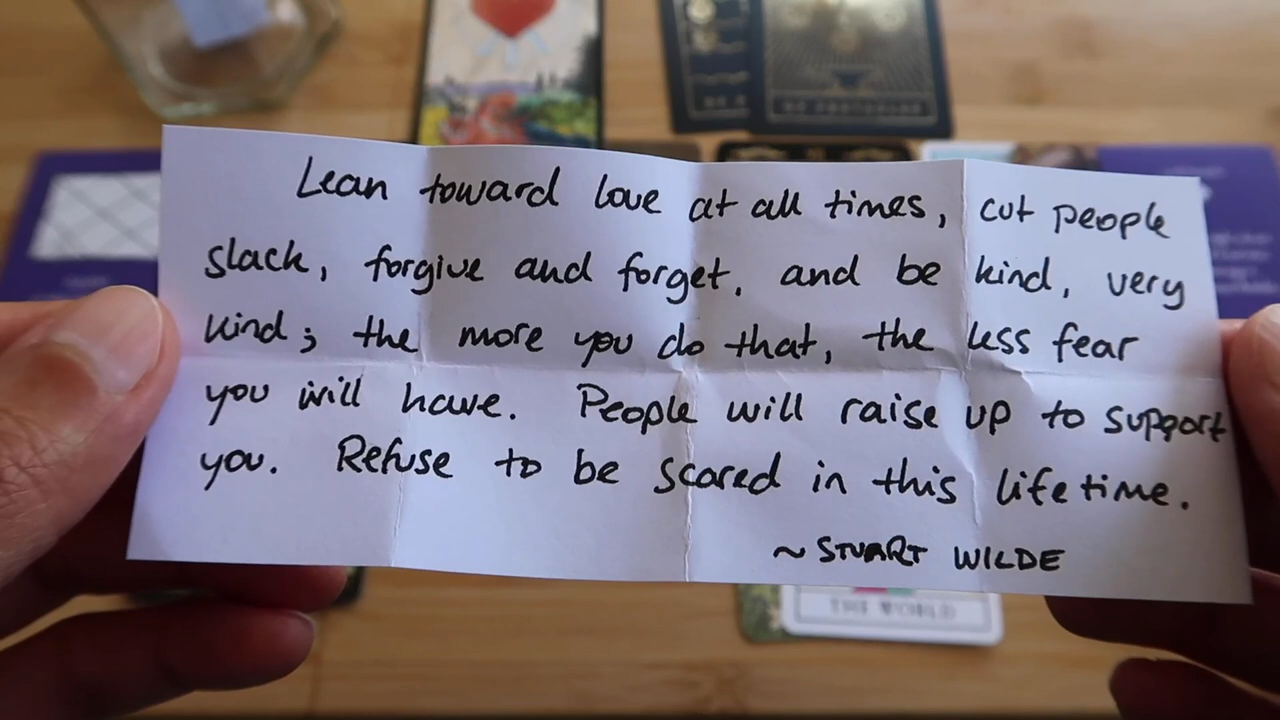 Lean toward love at all times, cut people
slack, forgive and forget, and be kind, very
kind; the more you do that, the less fear
you will have. People will raise up to support
you. Refuse to be scared in this lifetime.
~ STUART WILDE
THE WORLD